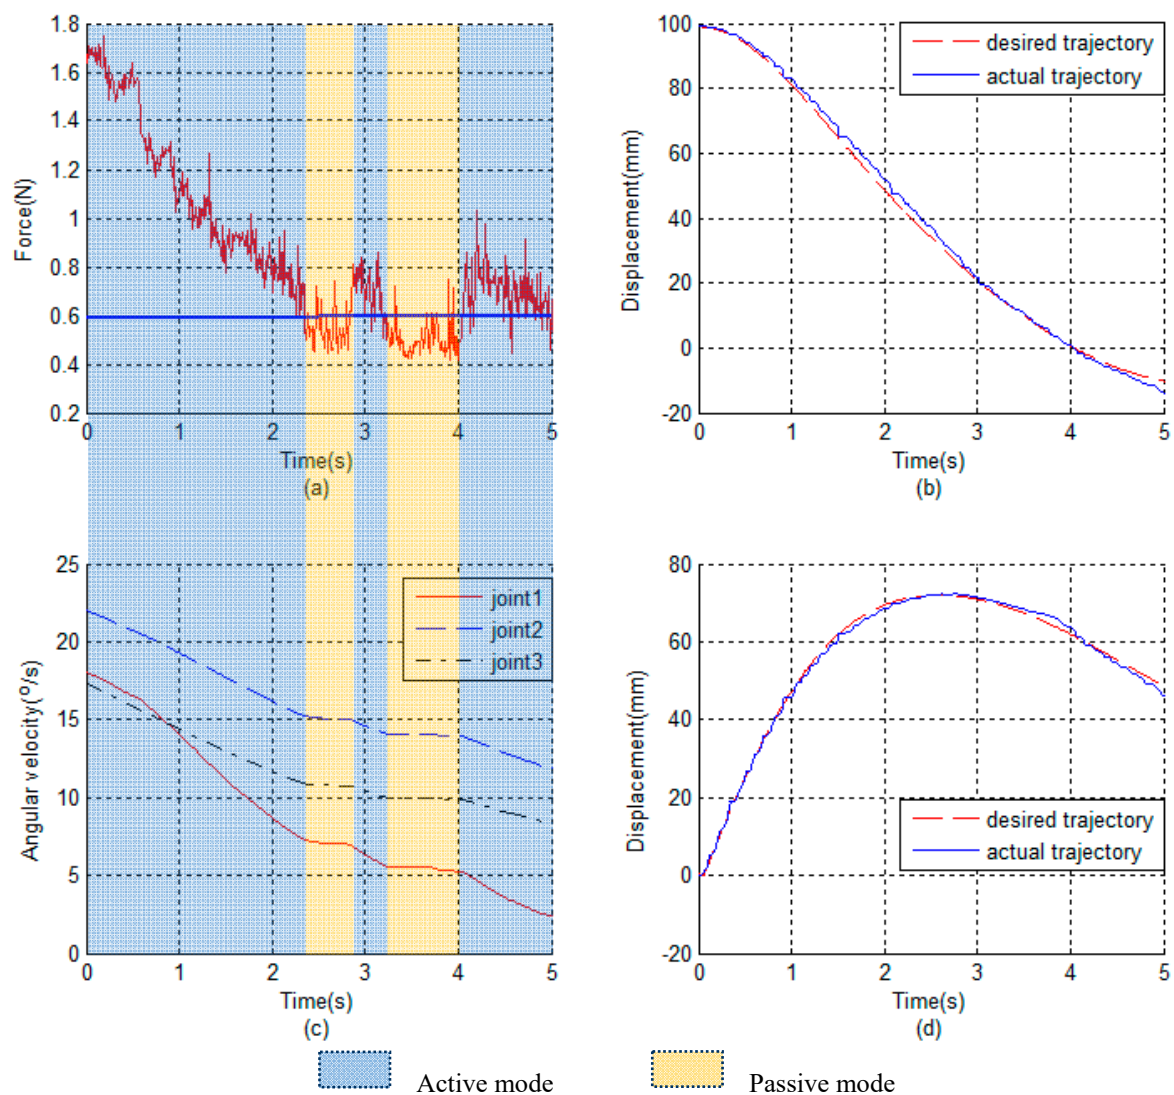 1.8
1.6
1.4
1.2
1
0.8
0.6
0.4
0.2
Force(N)
0 1 2 3 4 5
Time(s)
(a)
100
80
60
40
20
0
-20
Displacement(mm)
desired trajectory
actual trajectory
0 1 2 3 4 5
Time(s)
(b)
25
20
15
10
5
0
Angular velocity(°/s)
joint1
joint2
joint3
0 1 2 3 4 5
Time(s)
(c)
80
60
40
20
0
-20
Displacement(mm)
desired trajectory
actual trajectory
0 1 2 3 4 5
Time(s)
(d)
Active mode Passive mode